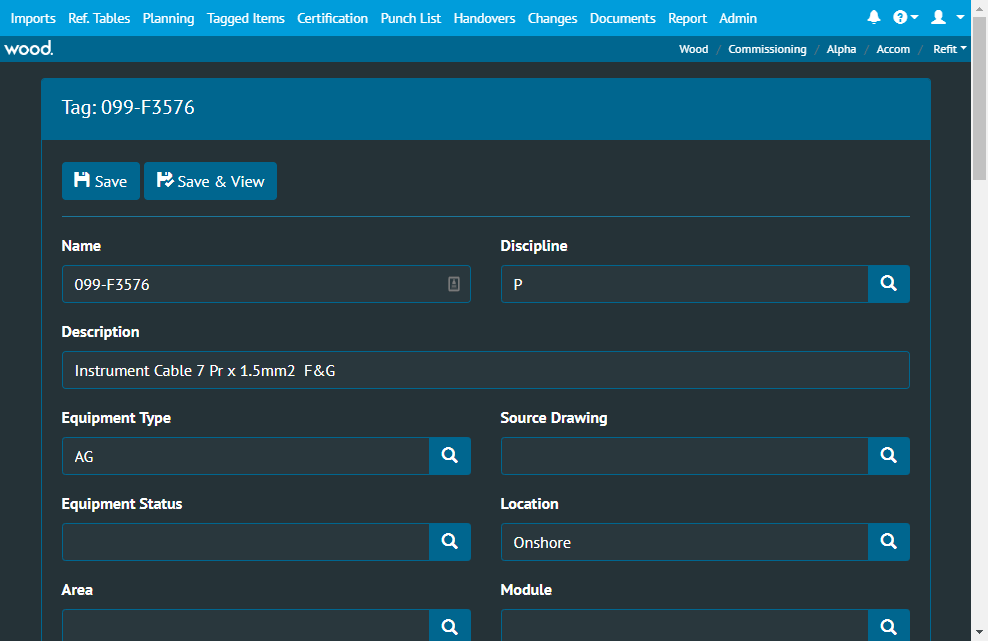 Imports Ref. Tables Planning Tagged Items Certification Punch List Handovers Changes Documents Report Admin
wood. Wood / Commissioning / Alpha / Accom / Refit
Tag: 099-F3576
Save Save & View
Name Discipline
099-F3576 P
Description
Instrument Cable 7 Pr x 1.5mm2  F&G
Equipment Type Source Drawing
AG
Equipment Status Location
Onshore
Area Module